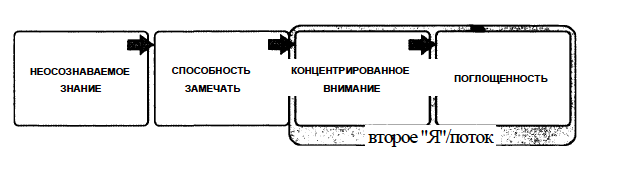 НЕОСОЗНАВАЕМОЕ
ЗНАНИЕ
СПОСОБНОСТЬ
ЗАМЕЧАТЬ
КОНЦЕНТРИРОВАННОЕ
ВНИМАНИЕ
ПОГЛОЩЕННОСТЬ
второе "Я"/поток